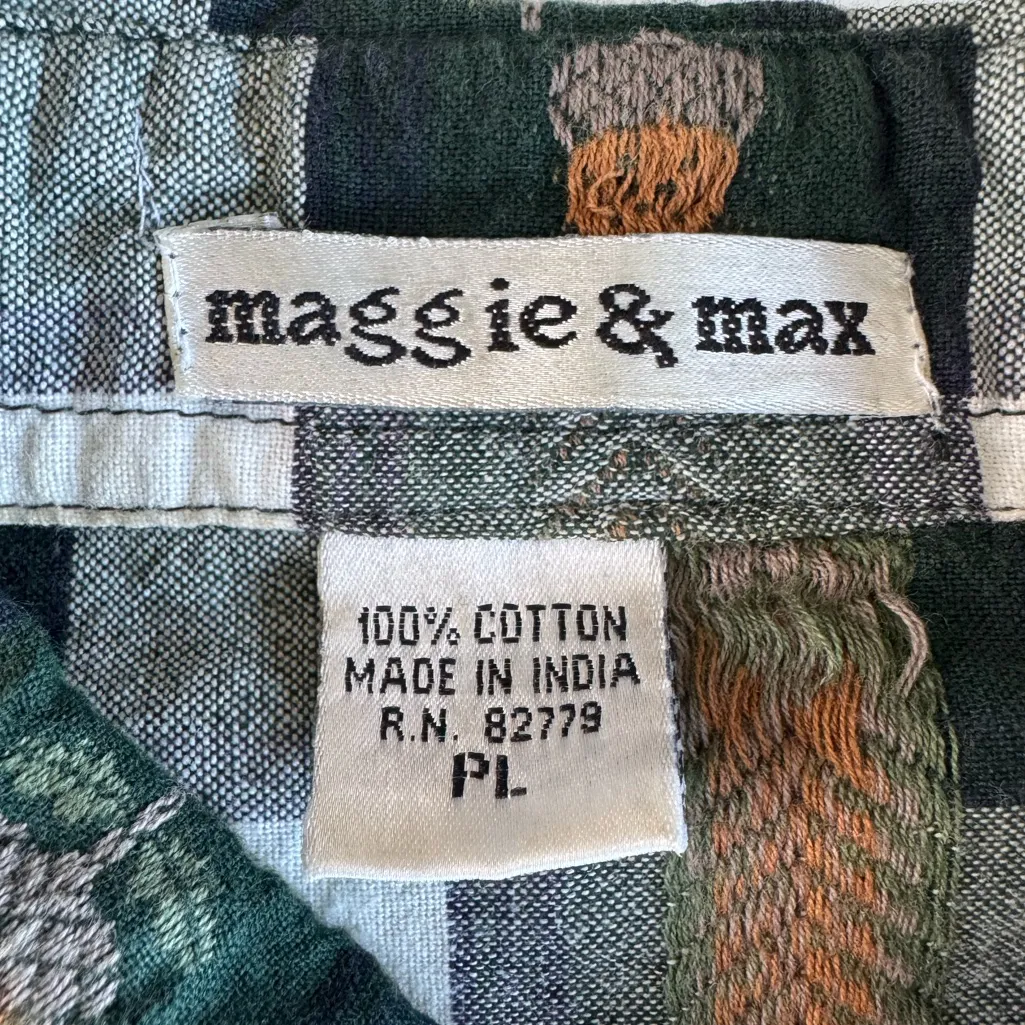 maggie & max
100% COTTON
MADE IN INDIA
R.N. 82779
PL